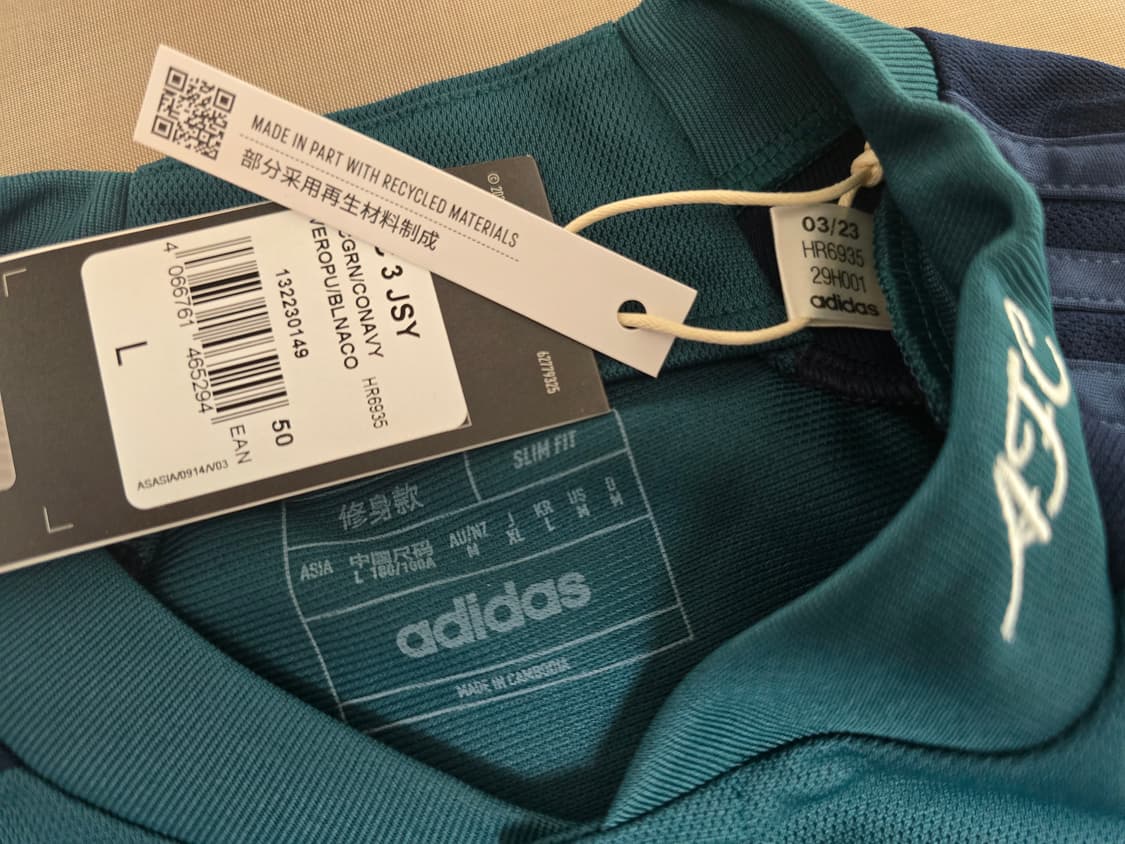 MADE IN PART WITH RECYCLED MATERIALS
部分采用再生材料制成
3 JSY
GRN/CONAVY
VEROPU/BLNACO HR6935
132230149 50
4 066761 465294 EAN
L
ASASIA/0914/V03
62779325
03/23
HR6935
29H001
adidas
修身款 SLIM FIT
ASIA 中国尺码 AU/NZ J KR US B
L 180/100A M XL L M M
adidas
MADE IN CAMBODIA
AFC